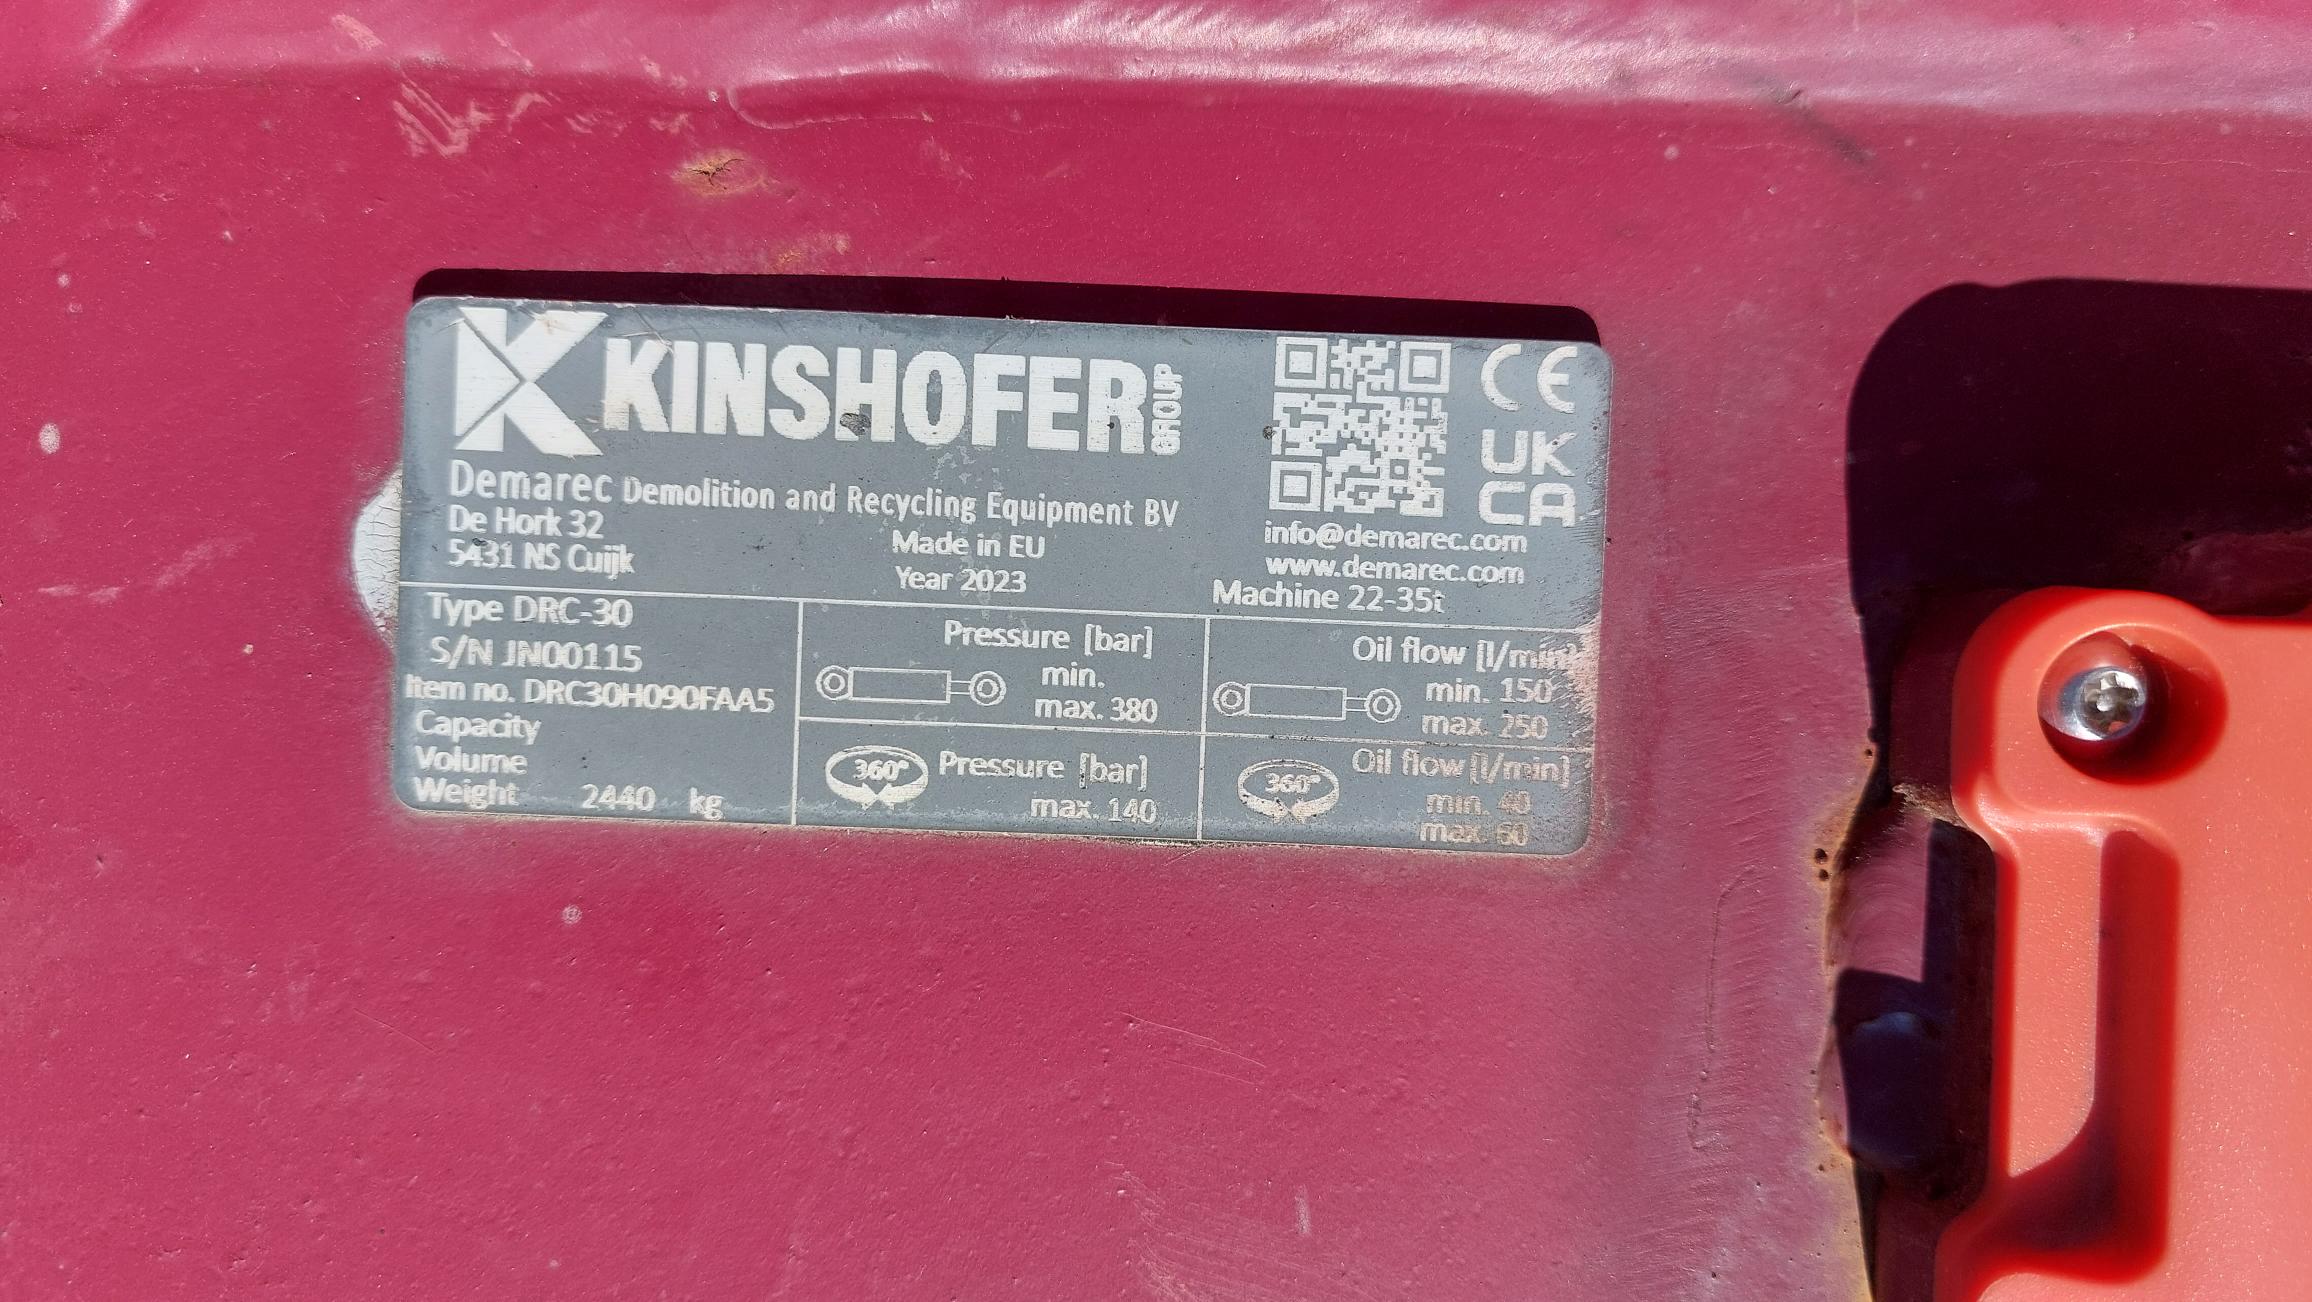 KINSHOFER GROUP
CE
UK
CA
Demarec Demolition and Recycling Equipment BV
De Hork 32
5431 NS Cuijk
Made in EU
Year 2023
info@demarec.com
www.demarec.com
Machine 22-35t
Type DRC-30
S/N JN00115
Item no. DRC30H090FAA5
Capacity
Volume
Weight 2440 kg
Pressure [bar]
min.
max. 380
Oil flow [l/min]
min. 150
max. 250
360° Pressure [bar]
max. 140
360° Oil flow [l/min]
min. 40
max. 60